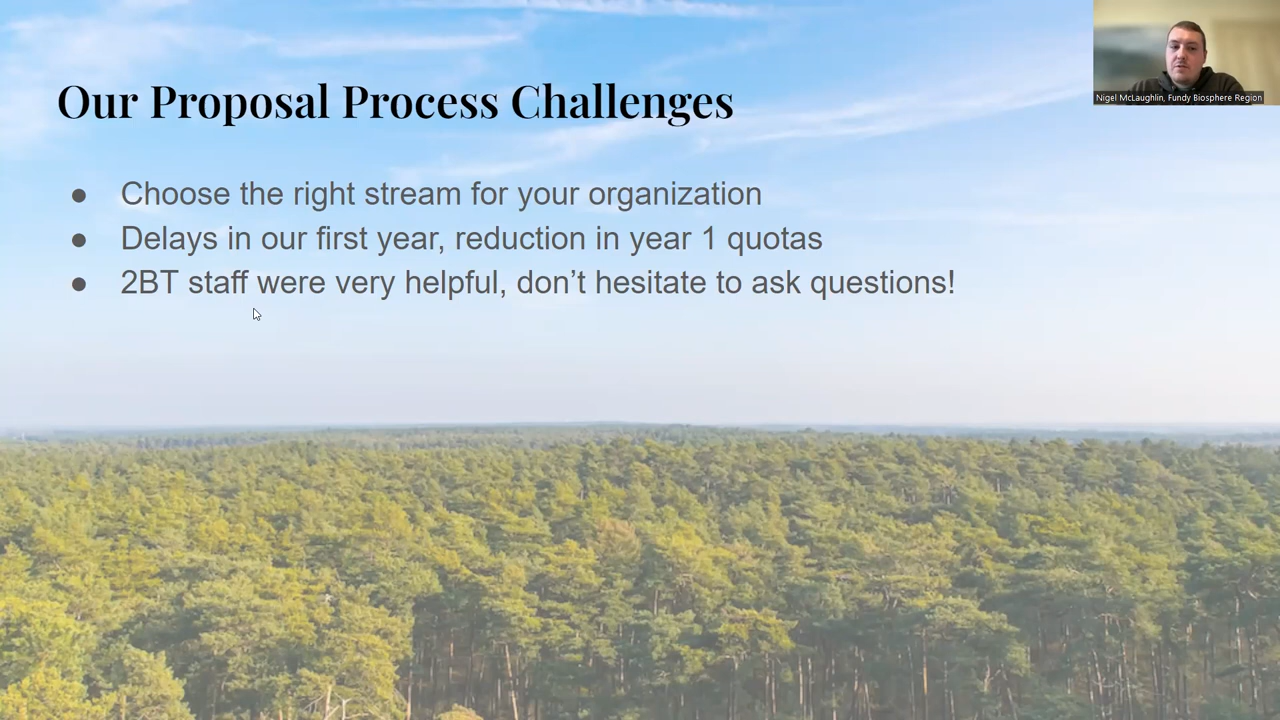 Our Proposal Process Challenges
Nigel McLaughlin, Fundy Biosphere Region
● Choose the right stream for your organization
● Delays in our first year, reduction in year 1 quotas
● 2BT staff were very helpful, don’t hesitate to ask questions!